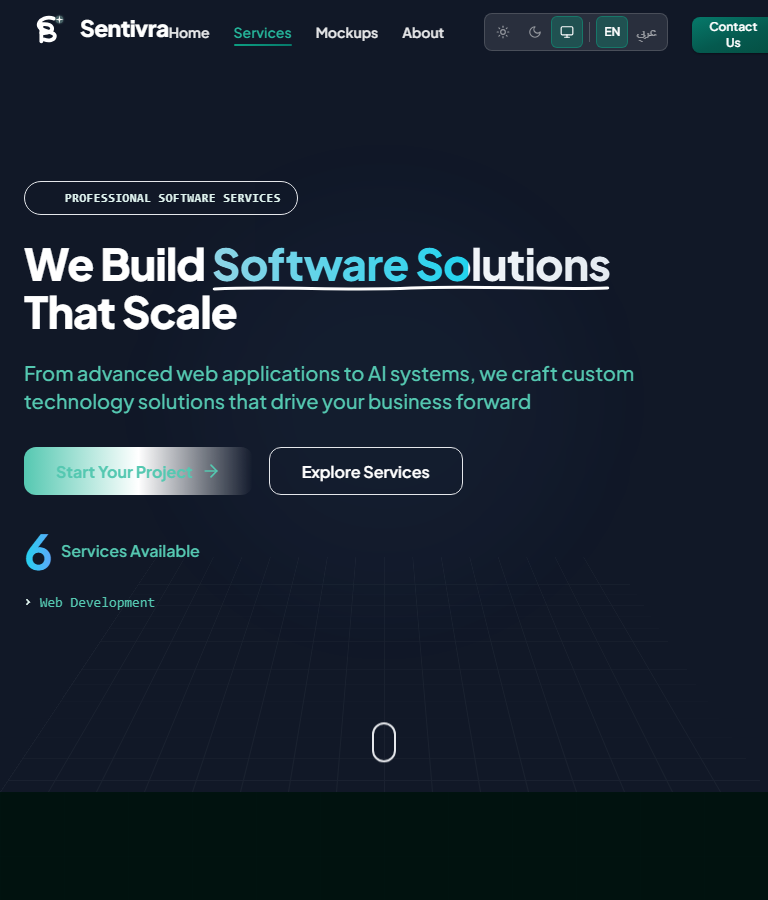 Sentivra
Home
Services
Mockups
About
EN
عربي
Contact
Us
PROFESSIONAL SOFTWARE SERVICES
We Build Software Solutions
That Scale
From advanced web applications to AI systems, we craft custom
technology solutions that drive your business forward
Start Your Project →
Explore Services
6 Services Available
› Web Development